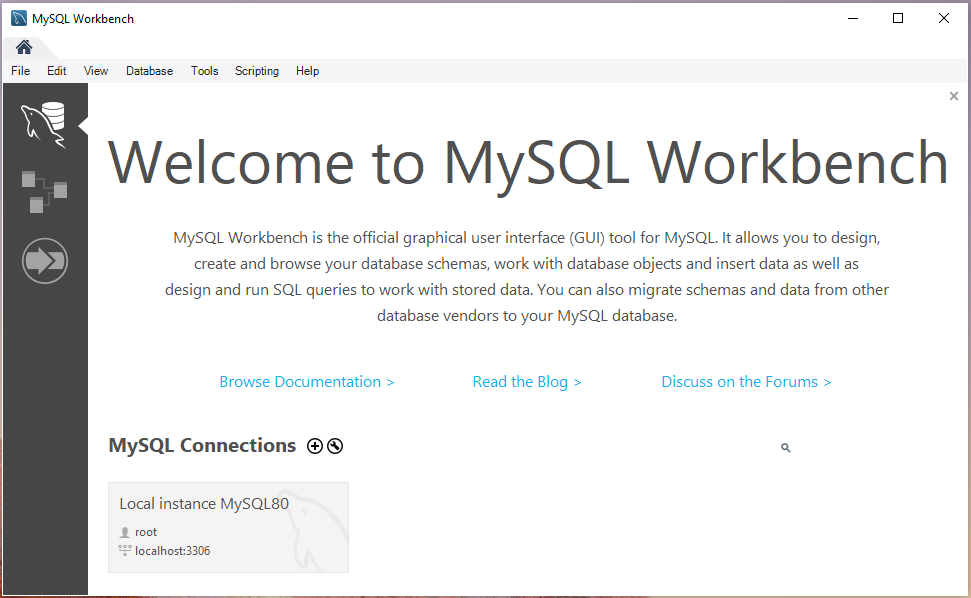 MySQL Workbench
File Edit View Database Tools Scripting Help
Welcome to MySQL Workbench
MySQL Workbench is the official graphical user interface (GUI) tool for MySQL. It allows you to design,
create and browse your database schemas, work with database objects and insert data as well as
design and run SQL queries to work with stored data. You can also migrate schemas and data from other
database vendors to your MySQL database.
Browse Documentation > Read the Blog > Discuss on the Forums >
MySQL Connections
Local instance MySQL80
root
localhost:3306